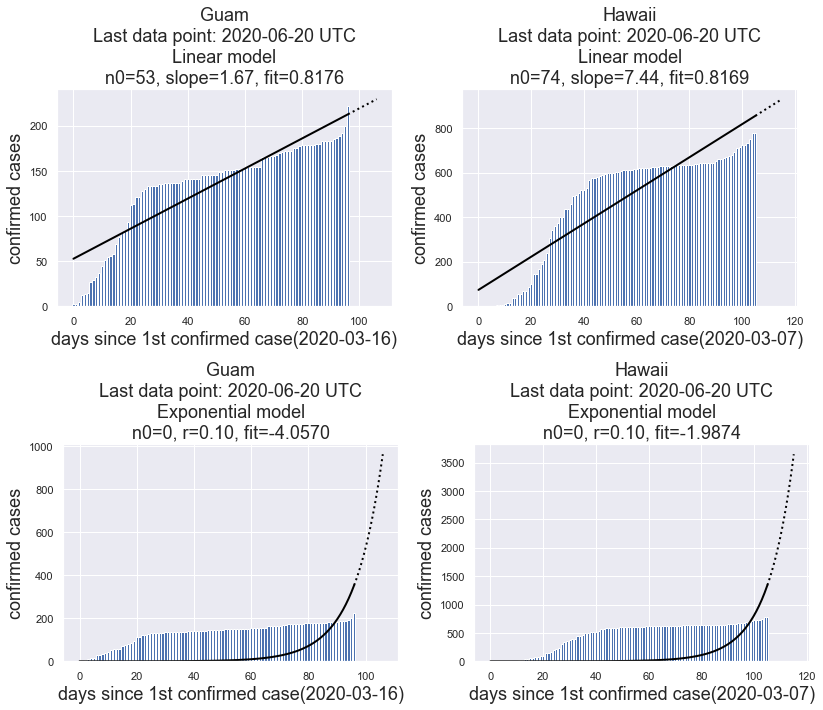 Guam
Last data point: 2020-06-20 UTC
Linear model
n0=53, slope=1.67, fit=0.8176
confirmed cases
200
150
100
50
0
0
20
40
60
80
100
days since 1st confirmed case(2020-03-16)
Hawaii
Last data point: 2020-06-20 UTC
Linear model
n0=74, slope=7.44, fit=0.8169
confirmed cases
800
600
400
200
0
0
20
40
60
80
100
120
days since 1st confirmed case(2020-03-07)
Guam
Last data point: 2020-06-20 UTC
Exponential model
n0=0, r=0.10, fit=-4.0570
confirmed cases
1000
800
600
400
200
0
0
20
40
60
80
100
days since 1st confirmed case(2020-03-16)
Hawaii
Last data point: 2020-06-20 UTC
Exponential model
n0=0, r=0.10, fit=-1.9874
confirmed cases
3500
3000
2500
2000
1500
1000
500
0
0
20
40
60
80
100
120
days since 1st confirmed case(2020-03-07)